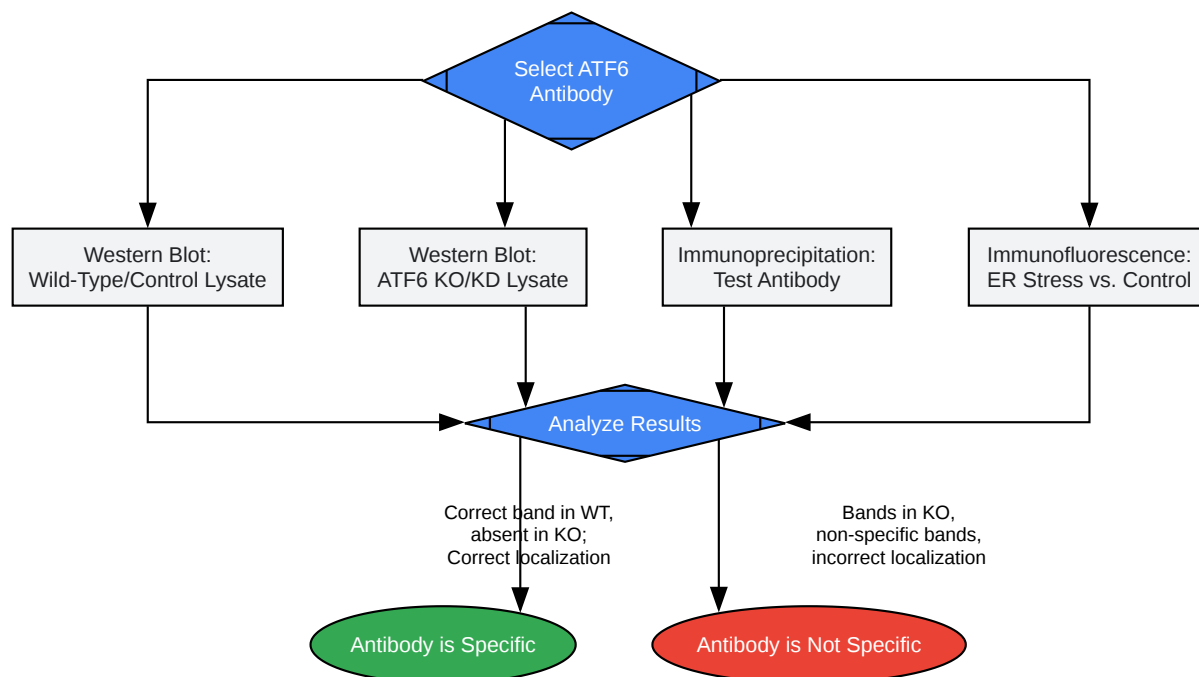 Select ATF6
Antibody
Western Blot:
Wild-Type/Control Lysate
Western Blot:
ATF6 KO/KD Lysate
Immunoprecipitation:
Test Antibody
Immunofluorescence:
ER Stress vs. Control
Analyze Results
Correct band in WT,
absent in KO;
Correct localization
Bands in KO,
non-specific bands,
incorrect localization
Antibody is Specific
Antibody is Not Specific